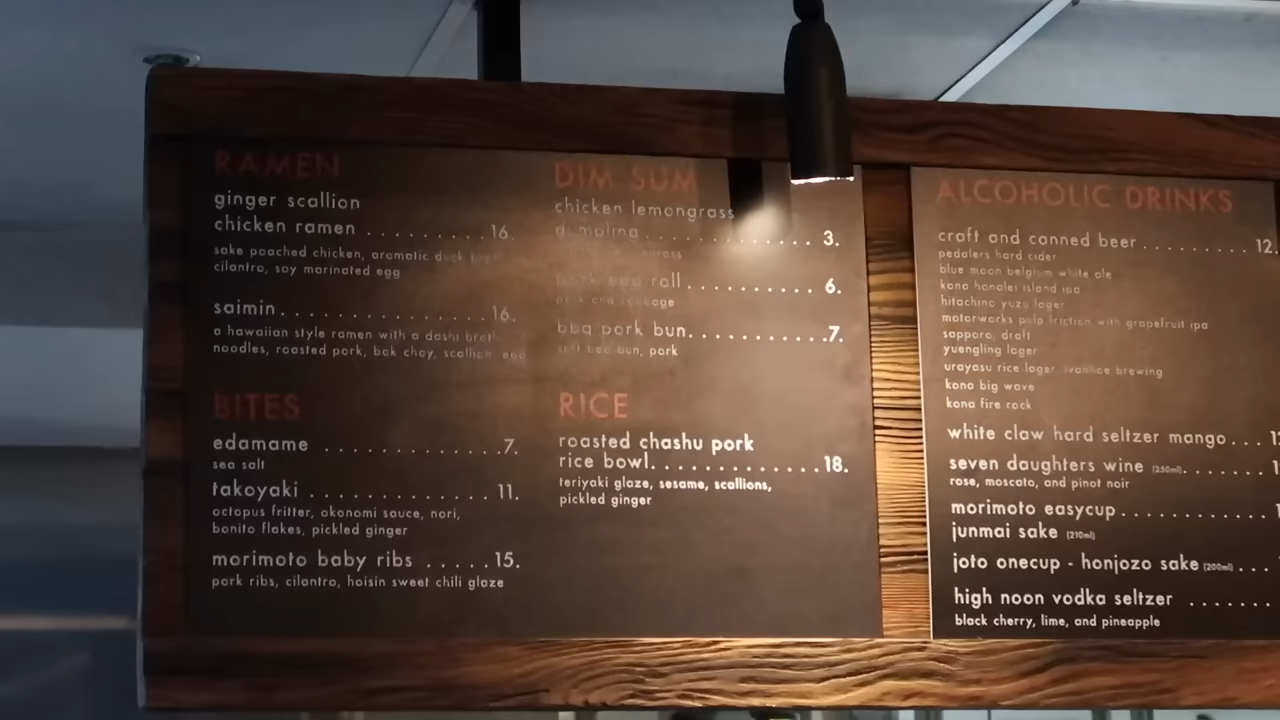 RAMEN
ginger scallion
chicken ramen . . . . . . . . . . . . 16.
sake poached chicken, aromatic duck
cilantro, soy marinated egg
saimin. . . . . . . . . . . . . . . . . . . . 16.
a hawaiian style ramen with a dashi broth,
noodles, roasted pork, bok choy, scallion, egg
BITES
edamame . . . . . . . . . . . . . . . . .7.
sea salt
takoyaki . . . . . . . . . . . . . . . . 11.
octopus fritter, okonomi sauce, nori,
bonito flakes, pickled ginger
morimoto baby ribs . . . . . .15.
pork ribs, cilantro, hoisin sweet chili glaze
DIM SUM
chicken lemongrass
dumpling. . . . . . . . . . . . . . . 3.
pork egg roll. . . . . . . . . . . 6.
pork and cabbage
bbq pork bun. . . . . . . . . . . .7.
soft bao bun, pork
RICE
roasted chashu pork
rice bowl. . . . . . . . . . . . . . .18.
teriyaki glaze, sesame, scallions,
pickled ginger
ALCOHOLIC DRINKS
craft and canned beer . . . . . . . . . 12.
pedalers hard cider
blue moon belgium white ale
kona hanalei island ipa
hitachino yuzu lager
motorworks pulp friction with grapefruit ipa
sapporo, draft
yuengling lager
urayasu rice lager, ivanhoe brewing
kona big wave
kona fire rock
white claw hard seltzer mango . . .
seven daughters wine (250ml). . . . . . . .
rose, moscato, and pinot noir
morimoto easycup . . . . . . . . . . . .
junmai sake (210ml)
joto onecup - honjozo sake (200ml) . . .
high noon vodka seltzer . . . . . . .
black cherry, lime, and pineapple